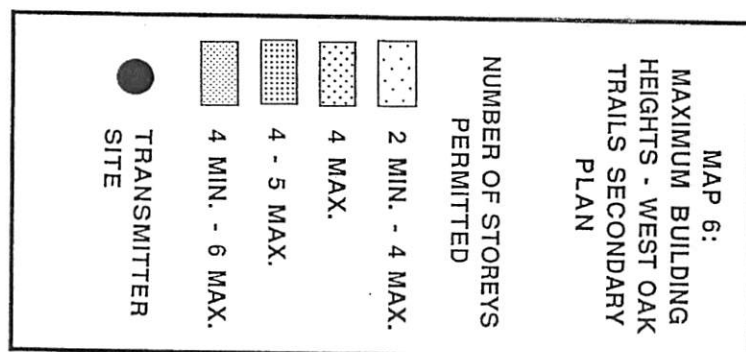 MAP 6:
MAXIMUM BUILDING
HEIGHTS - WEST OAK
TRAILS SECONDARY
PLAN
NUMBER OF STOREYS
PERMITTED
2 MIN. - 4 MAX.
4 MAX.
4 - 5 MAX.
4 MIN. - 6 MAX.
TRANSMITTER
SITE